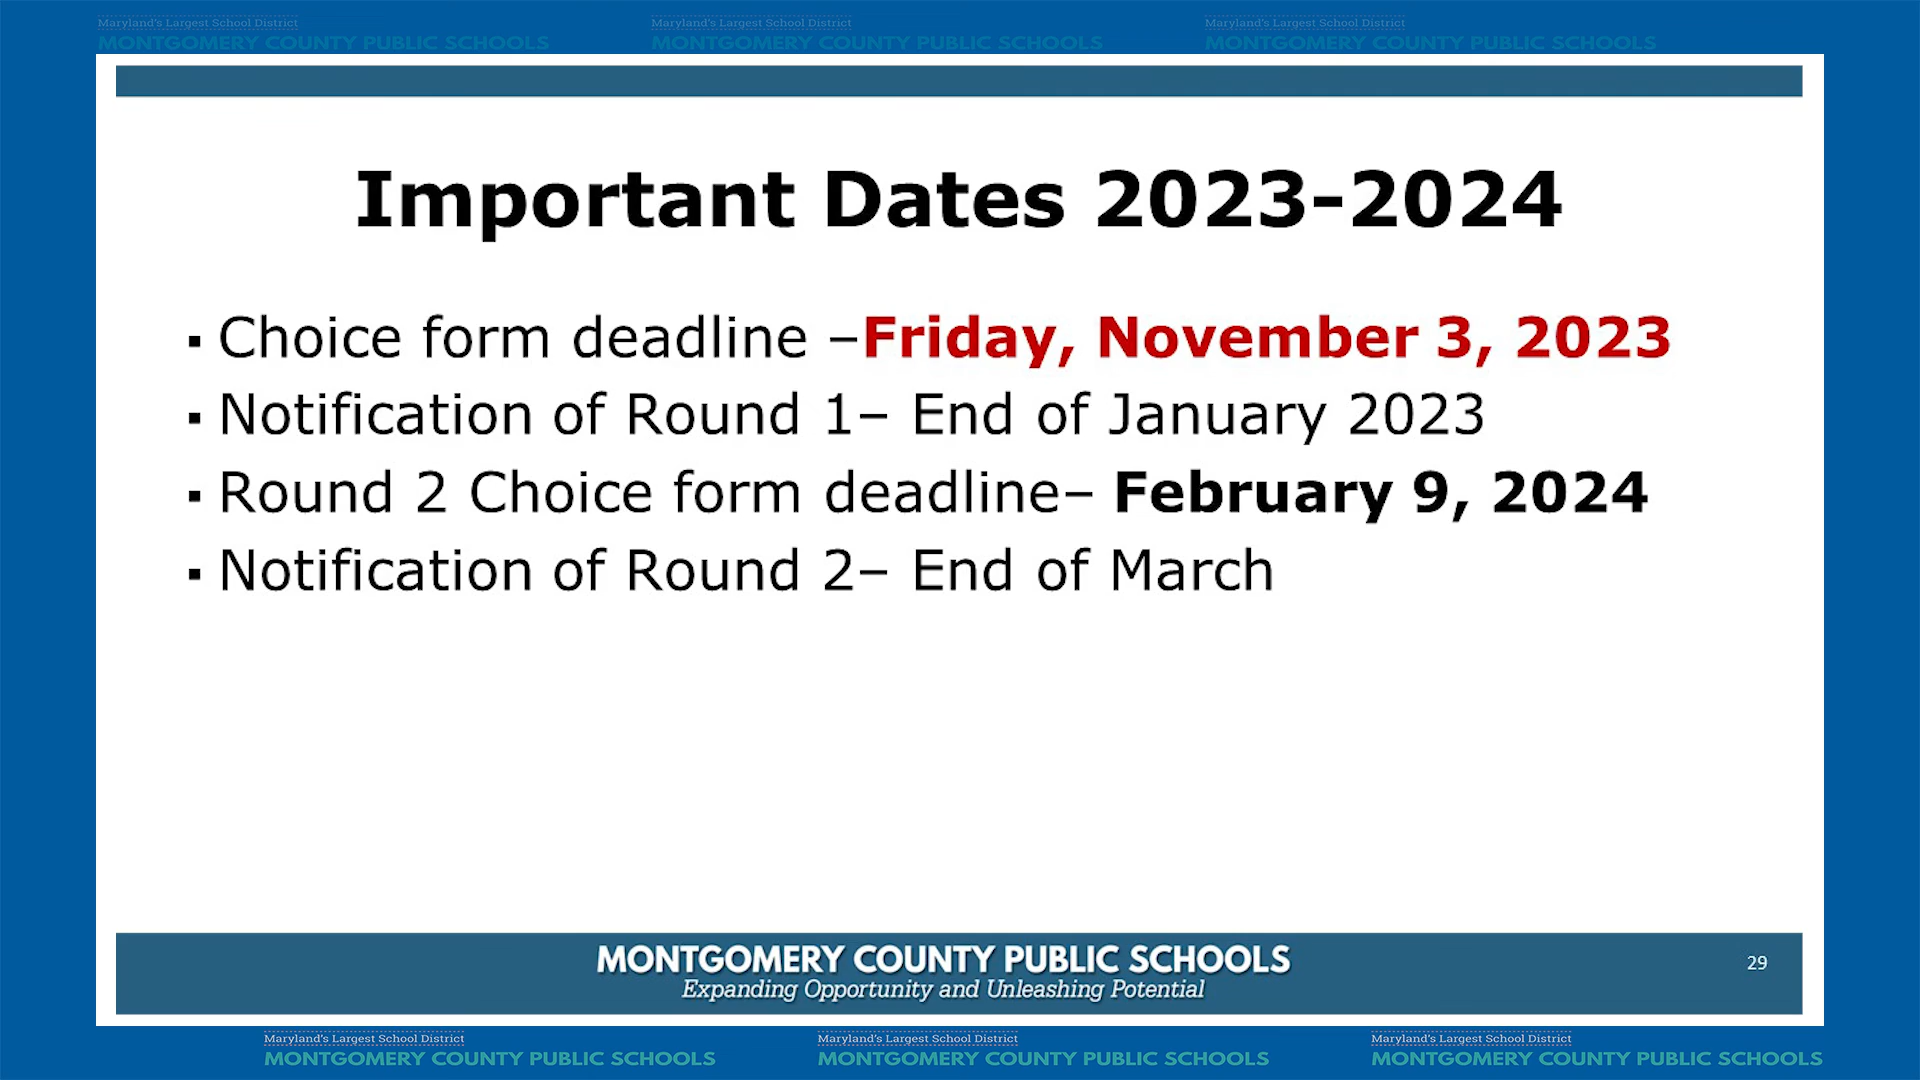 Maryland's Largest School District Maryland's Largest School District Maryland's Largest School District
MONTGOMERY COUNTY PUBLIC SCHOOLS MONTGOMERY COUNTY PUBLIC SCHOOLS MONTGOMERY COUNTY PUBLIC SCHOOLS
Important Dates 2023-2024
▪ Choice form deadline –Friday, November 3, 2023
▪ Notification of Round 1– End of January 2023
▪ Round 2 Choice form deadline– February 9, 2024
▪ Notification of Round 2– End of March
MONTGOMERY COUNTY PUBLIC SCHOOLS
Expanding Opportunity and Unleashing Potential
29
Maryland's Largest School District Maryland's Largest School District Maryland's Largest School District
MONTGOMERY COUNTY PUBLIC SCHOOLS MONTGOMERY COUNTY PUBLIC SCHOOLS MONTGOMERY COUNTY PUBLIC SCHOOLS